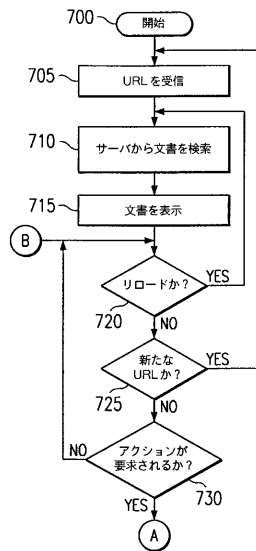 700
開始
705
URLを受信
710
サーバから文書を検索
715
文書を表示
B
リロードか?
YES
720
NO
新たな
URLか?
YES
725
NO
アクションが
要求されるか?
NO
730
YES
A